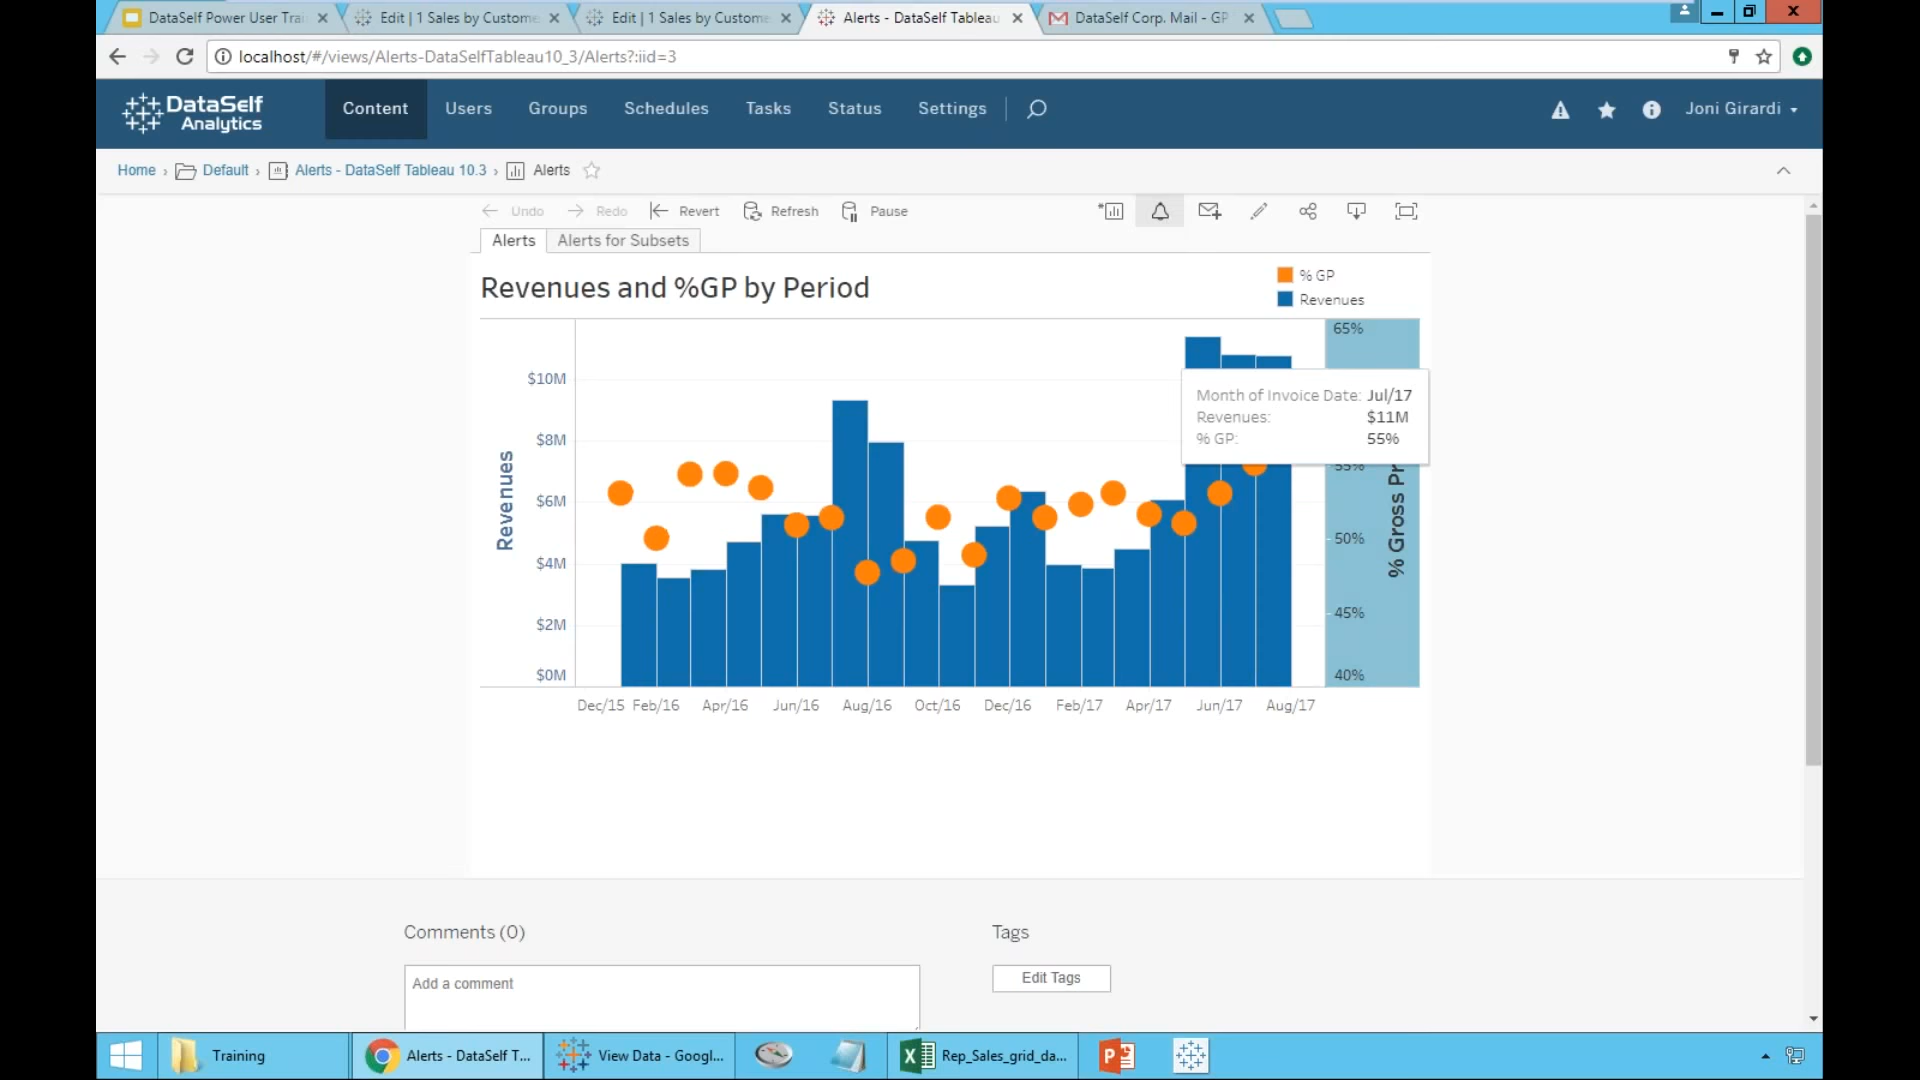 DataSelf Power User Trai
Edit | 1 Sales by Custome
Edit | 1 Sales by Custome
Alerts - DataSelf Tableau
DataSelf Corp. Mail - GP
localhost/#/views/Alerts-DataSelfTableau10_3/Alerts?:iid=3
DataSelf
Analytics
Content
Users
Groups
Schedules
Tasks
Status
Settings
Joni Girardi
Home › Default › Alerts - DataSelf Tableau 10.3 › Alerts
Undo
Redo
Revert
Refresh
Pause
Alerts
Alerts for Subsets
Revenues and %GP by Period
% GP
Revenues
$10M
$8M
$6M
$4M
$2M
$0M
Revenues
65%
55%
50%
45%
40%
% Gross Pr
Month of Invoice Date: Jul/17
Revenues: $11M
% GP: 55%
Dec/15 Feb/16 Apr/16 Jun/16 Aug/16 Oct/16 Dec/16 Feb/17 Apr/17 Jun/17 Aug/17
Comments (0)
Tags
Add a comment
Edit Tags
Training
Alerts - DataSelf T...
View Data - Googl...
Rep_Sales_grid_da...